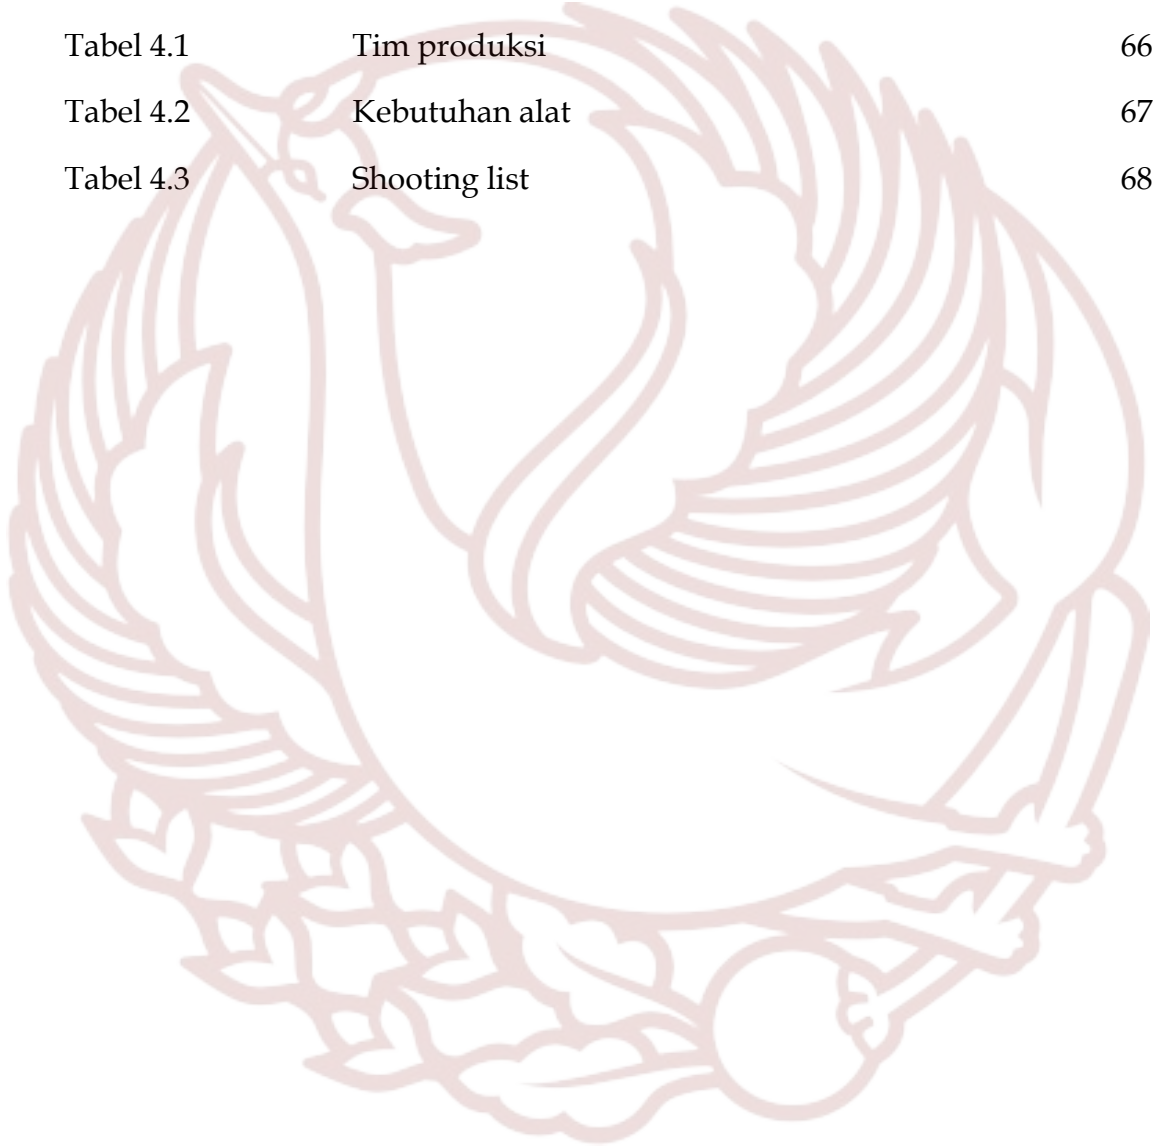 Tabel 4.1 Tim produksi 66
Tabel 4.2 Kebutuhan alat 67
Tabel 4.3 Shooting list 68